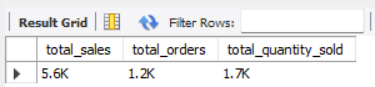 Result Grid Filter Rows:
total_sales total_orders total_quantity_sold
5.6K 1.2K 1.7K